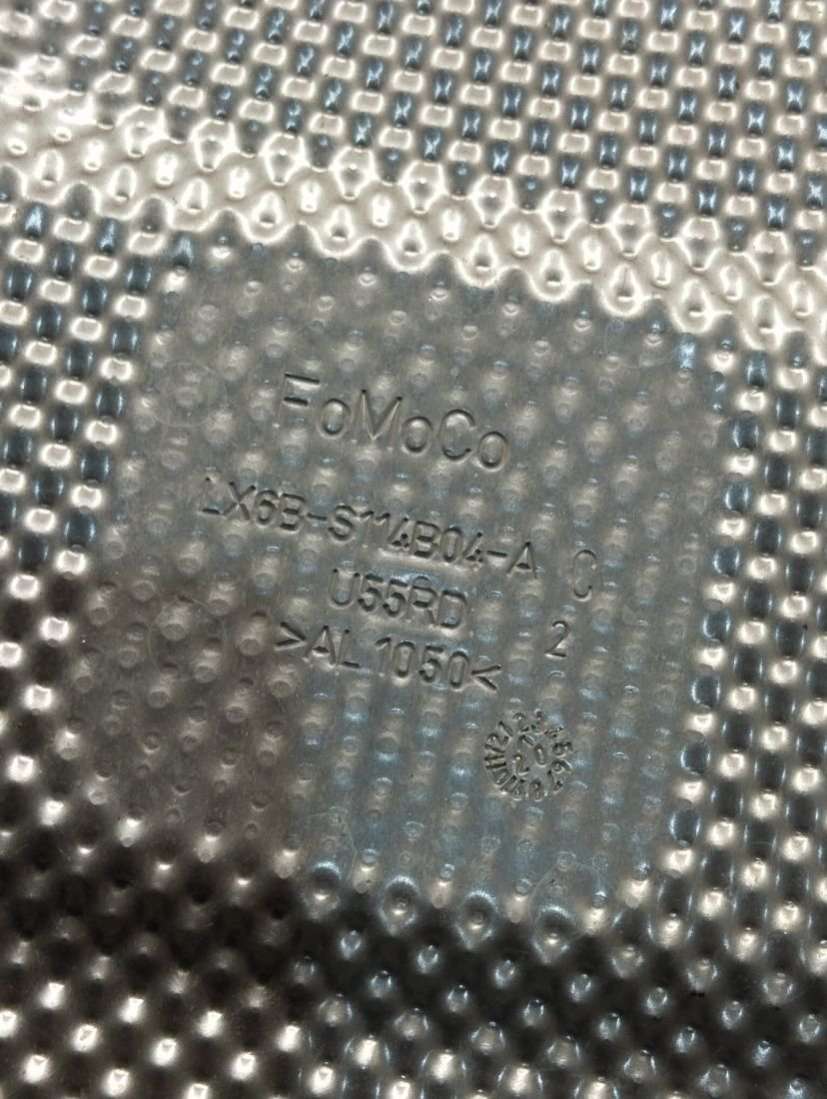 FoMoCo
LX6B-S114B04-A C
U55RD 2
>AL 1050<